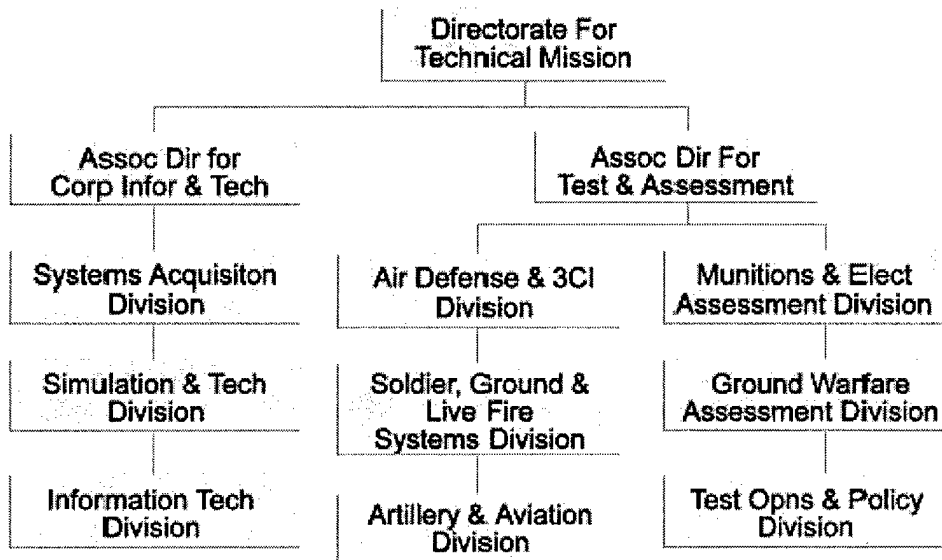 Directorate For
Technical Mission
Assoc Dir for
Corp Infor & Tech
Assoc Dir For
Test & Assessment
Systems Acquisiton
Division
Air Defense & 3CI
Division
Munitions & Elect
Assessment Division
Simulation & Tech
Division
Soldier, Ground &
Live Fire
Systems Division
Ground Warfare
Assessment Division
Information Tech
Division
Artillery & Aviation
Division
Test Opns & Policy
Division